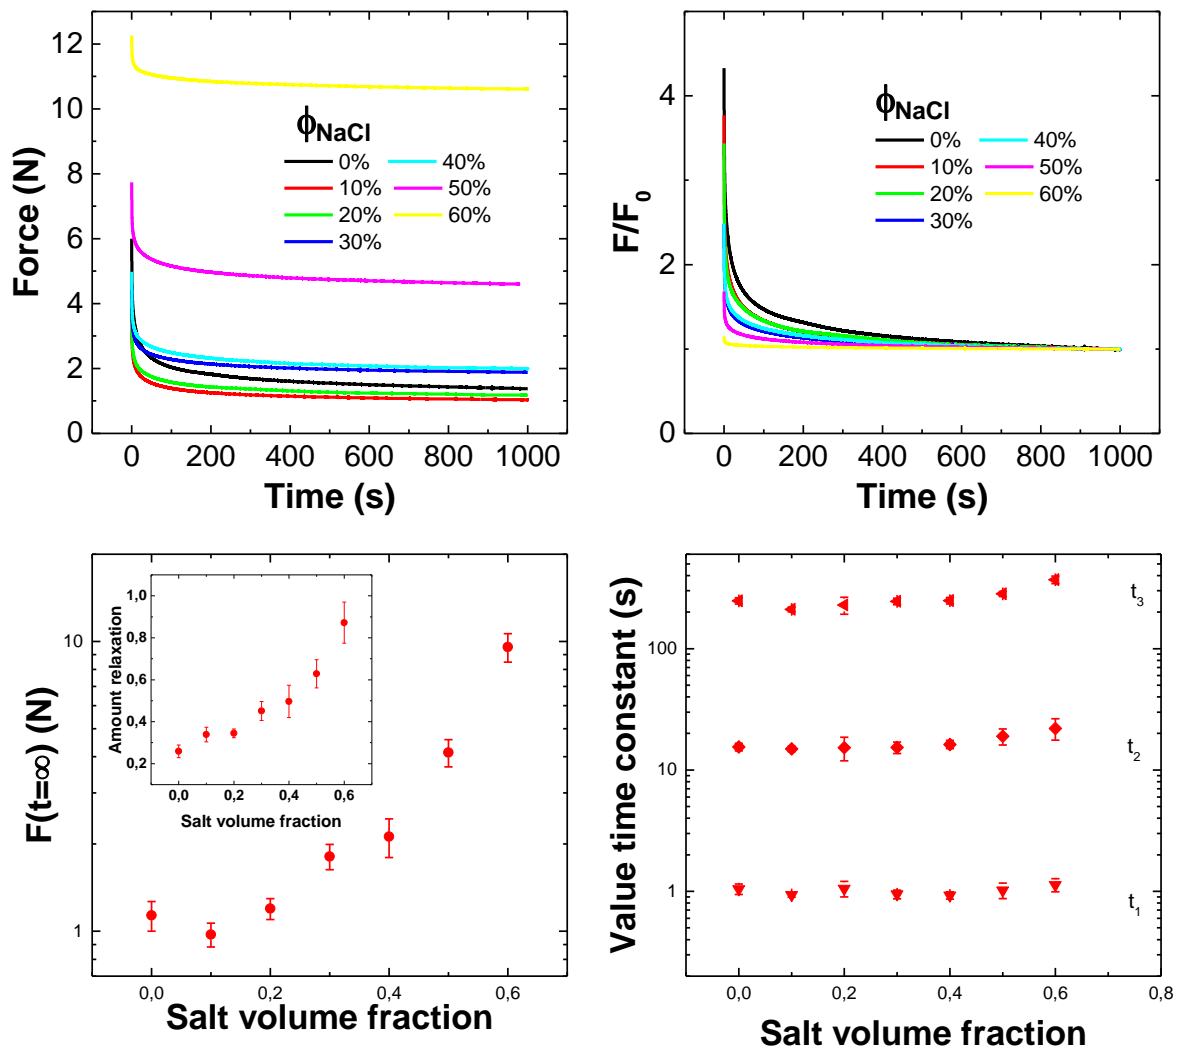 12
10
8
6
4
2
0
Force (N)
ϕNaCl
0% 40%
10% 50%
20% 60%
30%
0 200 400 600 800 1000
Time (s)
4
2
0
F/F0
ϕNaCl
0% 40%
10% 50%
20% 60%
30%
0 200 400 600 800 1000
Time (s)
10
1
F(t=∞) (N)
1,0
0,8
0,6
0,4
0,2
Amount relaxation
0,0 0,2 0,4 0,6
Salt volume fraction
0,0 0,2 0,4 0,6
Salt volume fraction
100
10
1
Value time constant (s)
t3
t2
t1
0,0 0,2 0,4 0,6 0,8
Salt volume fraction